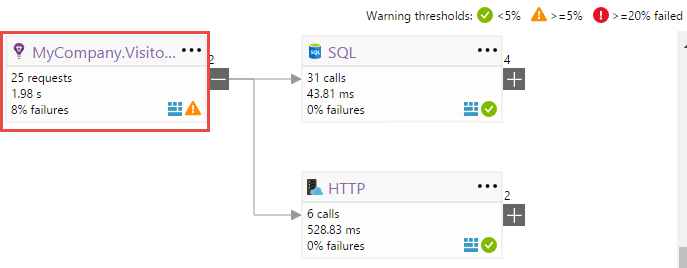 Warning thresholds: <5% >=5% >=20% failed
MyCompany.Visito... 2
25 requests
1.98 s
8% failures
SQL 4
31 calls
43.81 ms
0% failures
HTTP 2
6 calls
528.83 ms
0% failures